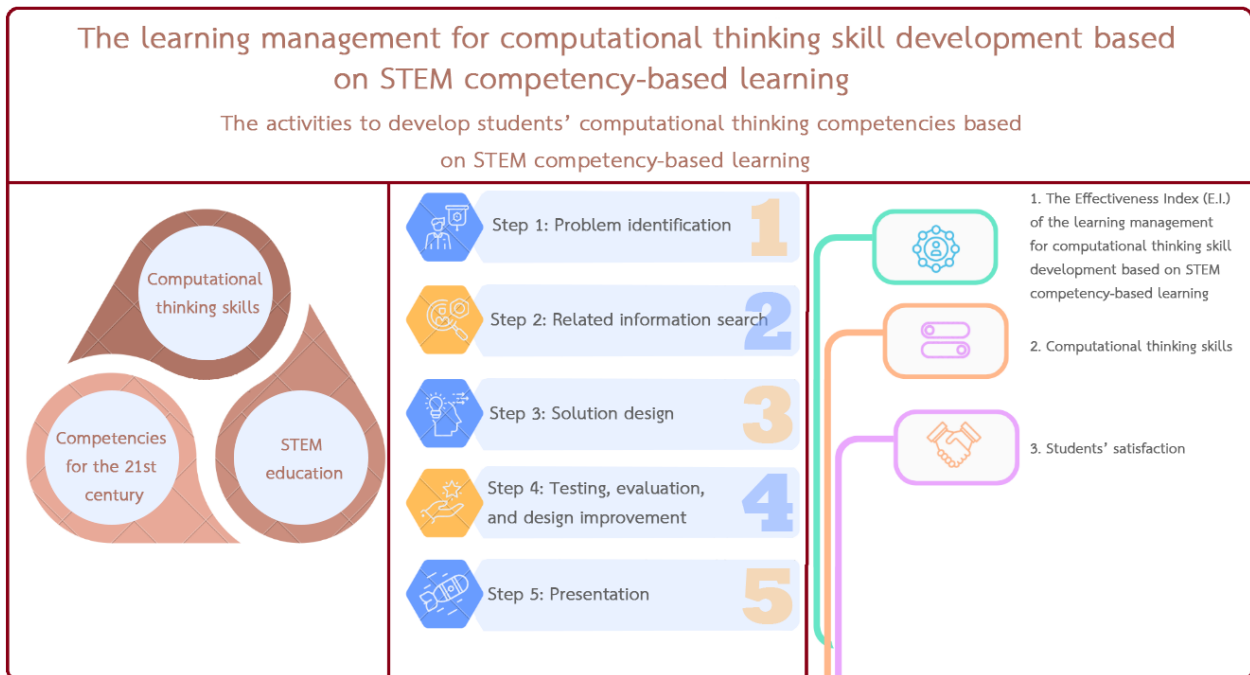 The learning management for computational thinking skill development based
on STEM competency-based learning
The activities to develop students' computational thinking competencies based
on STEM competency-based learning
Computational
thinking skills
Competencies
for the 21st
century
STEM
education
Step 1: Problem identification
1
Step 2: Related information search
2
Step 3: Solution design
3
Step 4: Testing, evaluation,
and design improvement
4
Step 5: Presentation
5
1. The Effectiveness Index (E.I.)
of the learning management
for computational thinking skill
development based on STEM
competency-based learning
2. Computational thinking skills
3. Students' satisfaction